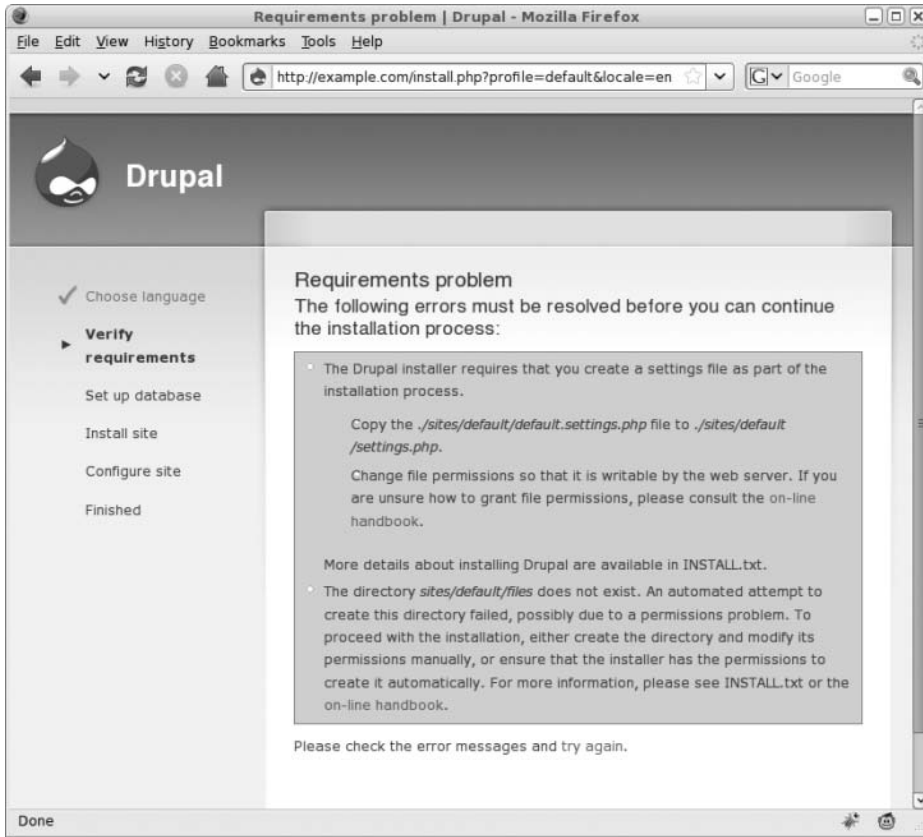 Requirements problem | Drupal - Mozilla Firefox
File Edit View History Bookmarks Tools Help
http://example.com/install.php?profile=default&locale=en
G Google
Drupal
Choose language
Verify
requirements
Set up database
Install site
Configure site
Finished
Requirements problem
The following errors must be resolved before you can continue
the installation process:
The Drupal installer requires that you create a settings file as part of the
installation process.
Copy the ./sites/default/default.settings.php file to ./sites/default
/settings.php.
Change file permissions so that it is writable by the web server. If you
are unsure how to grant file permissions, please consult the on-line
handbook.
More details about installing Drupal are available in INSTALL.txt.
The directory sites/default/files does not exist. An automated attempt to
create this directory failed, possibly due to a permissions problem. To
proceed with the installation, either create the directory and modify its
permissions manually, or ensure that the installer has the permissions to
create it automatically. For more information, please see INSTALL.txt or the
on-line handbook.
Please check the error messages and try again.
Done